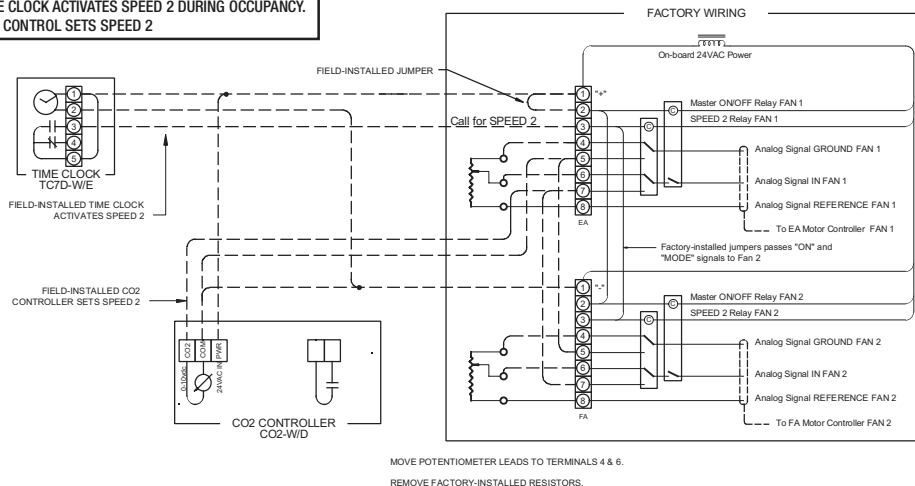 E CLOCK ACTIVATES SPEED 2 DURING OCCUPANCY.
CONTROL SETS SPEED 2
FACTORY WIRING
On-board 24VAC Power
FIELD-INSTALLED JUMPER
1
2
3
4
5
TIME CLOCK
TC7D-W/E
FIELD-INSTALLED TIME CLOCK
ACTIVATES SPEED 2
Call for SPEED 2
1 "+"
2
3
4
5
6
7
8
EA
C
C
Master ON/OFF Relay FAN 1
SPEED 2 Relay FAN 1
Analog Signal GROUND FAN 1
Analog Signal IN FAN 1
Analog Signal REFERENCE FAN 1
To EA Motor Controller FAN 1
Factory-installed jumpers passes "ON" and
"MODE" signals to Fan 2
FIELD-INSTALLED CO2
CONTROLLER SETS SPEED 2
CO2
COM
PWR
0-10vdc
24VAC IN
CO2 CONTROLLER
CO2-W/D
1 "-"
2
3
4
5
6
7
8
FA
C
C
Master ON/OFF Relay FAN 2
SPEED 2 Relay FAN 2
Analog Signal GROUND FAN 2
Analog Signal IN FAN 2
Analog Signal REFERENCE FAN 2
To FA Motor Controller FAN 2
MOVE POTENTIOMETER LEADS TO TERMINALS 4 & 6.
REMOVE FACTORY-INSTALLED RESISTORS.